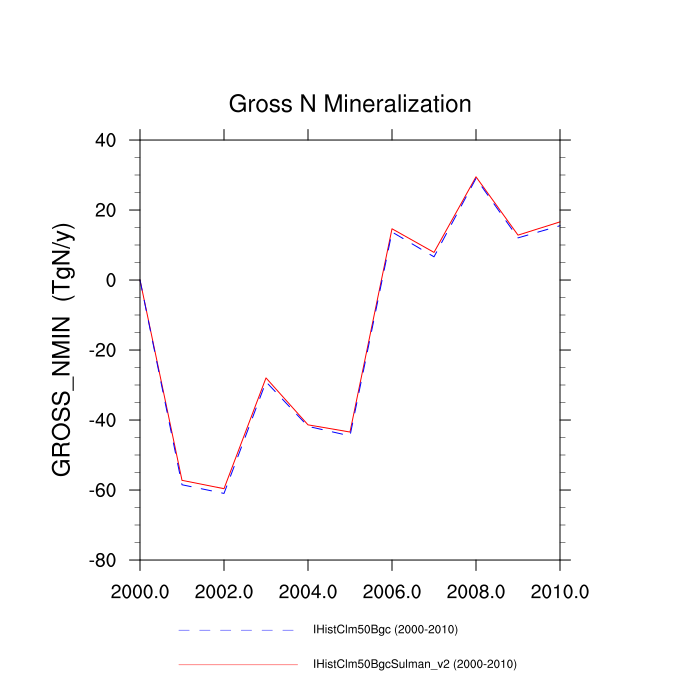 Gross N Mineralization
GROSS_NMIN (TgN/y)
40
20
0
-20
-40
-60
-80
2000.0 2002.0 2004.0 2006.0 2008.0 2010.0
IHistClm50Bgc (2000-2010)
IHistClm50BgcSulman_v2 (2000-2010)